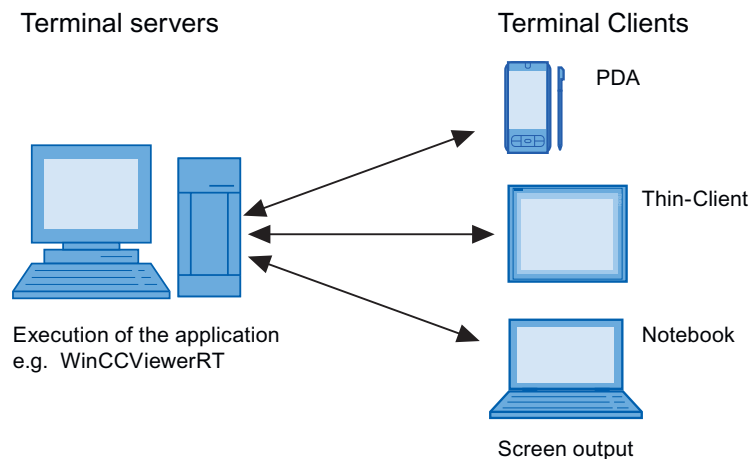 Terminal servers
Terminal Clients
PDA
Thin-Client
Execution of the application
e.g. WinCCViewerRT
Notebook
Screen output